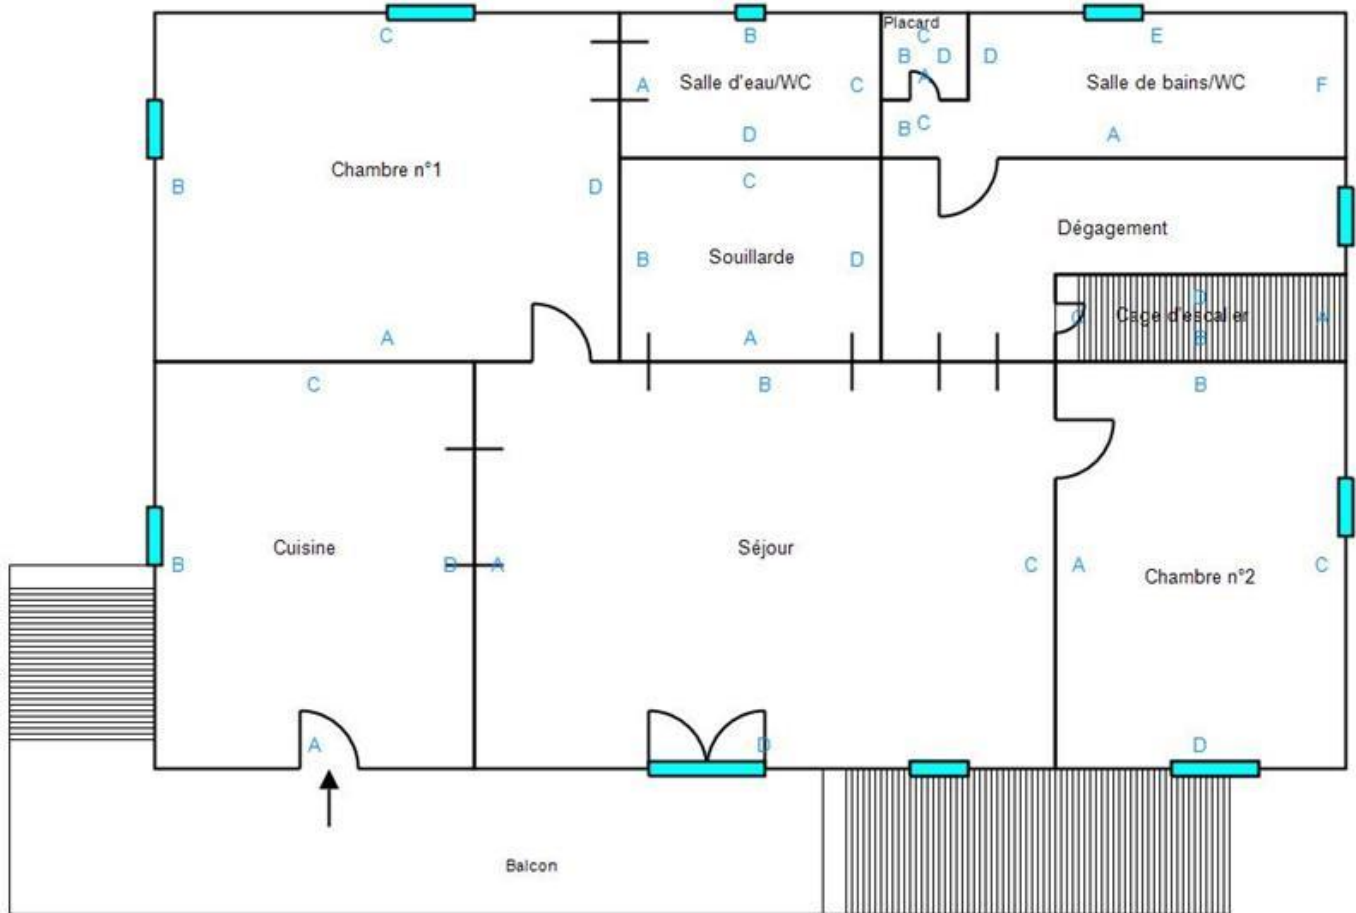 Placard
C
B
C
E
B
D
D
A
Salle d'eau/WC
C
A
Salle de bains/WC
F
B
C
D
A
Chambre n°1
B
D
C
Dégagement
B
Souillarde
D
D
C
Cage d'escalier
A
A
A
B
C
B
B
Cuisine
Séjour
B
D
A
C
A
Chambre n°2
C
A
D
D
Balcon